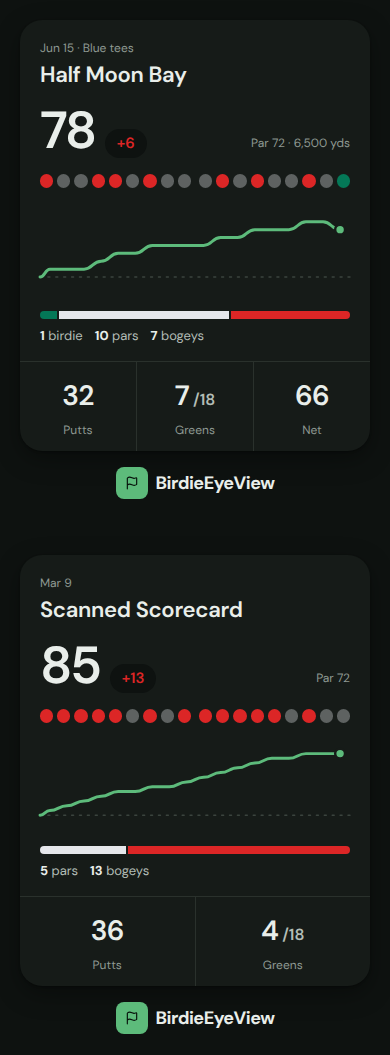 Jun 15 · Blue tees
Half Moon Bay
78 +6 Par 72 · 6,500 yds
1 birdie 10 pars 7 bogeys
32 7 /18 66
Putts Greens Net
BirdieEyeView
Mar 9
Scanned Scorecard
85 +13 Par 72
5 pars 13 bogeys
36 4 /18
Putts Greens
BirdieEyeView